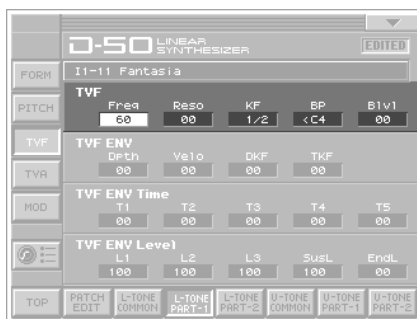 D-50 LINEAR SYNTHESIZER EDITED
FORM
I1-11 Fantasia
PITCH
TVF
Freq Reso KF BP Blvl
60 00 1/2 <C4 00
TVF
TVF ENV
Dpth Velo DKF TKF
00 00 00 00
TVA
MOD
TVF ENV Time
T1 T2 T3 T4 T5
00 00 00 00 00
TVF ENV Level
L1 L2 L3 SusL EndL
100 100 100 100 00
TOP
PATCH EDIT L-TONE COMMON L-TONE PART-1 L-TONE PART-2 U-TONE COMMON U-TONE PART-1 U-TONE PART-2